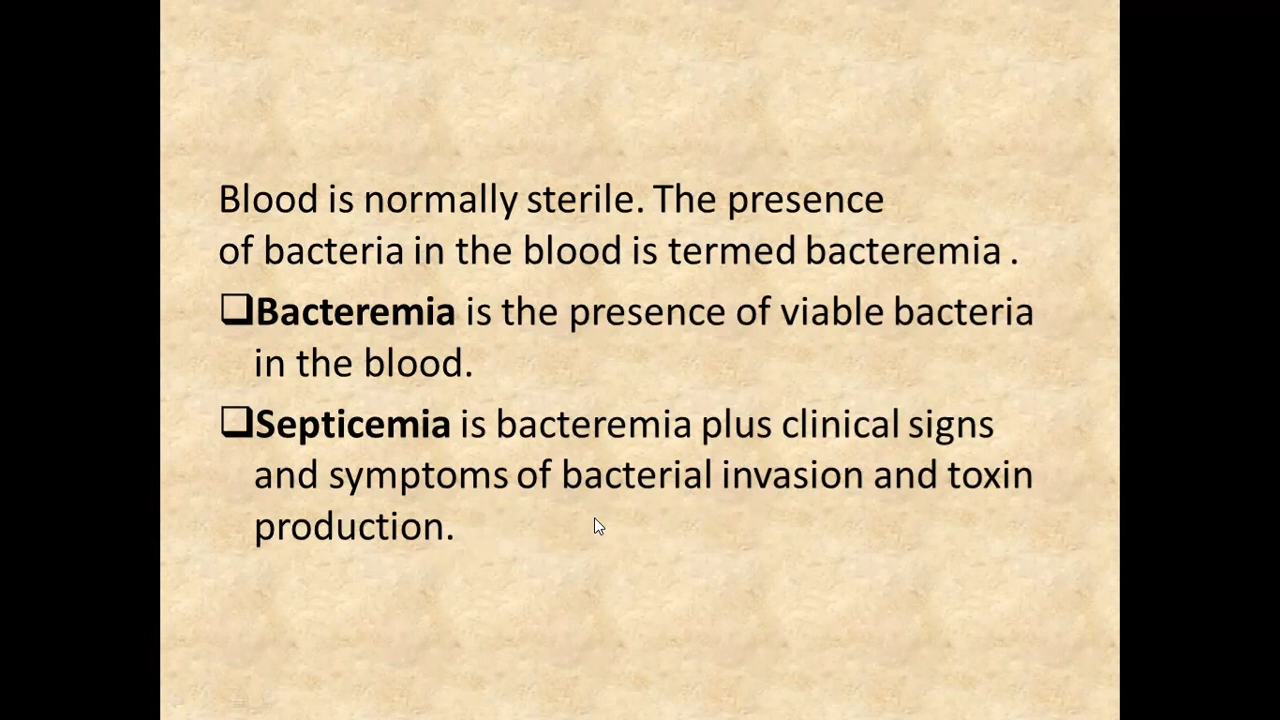 Blood is normally sterile. The presence
of bacteria in the blood is termed bacteremia .
❑Bacteremia is the presence of viable bacteria
in the blood.
❑Septicemia is bacteremia plus clinical signs
and symptoms of bacterial invasion and toxin
production.